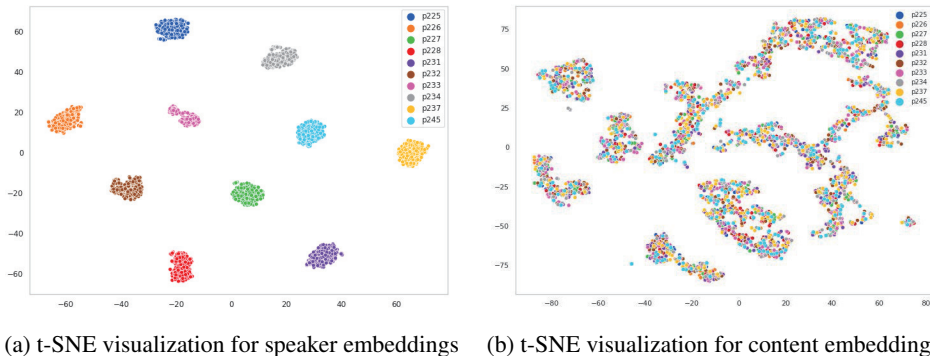 60
40
20
0
−20
−40
−60
−60
−40
−20
0
20
40
60
p225
p226
p227
p228
p231
p232
p233
p234
p237
p245
75
50
25
0
−25
−50
−75
−80
−60
−40
−20
0
20
40
60
80
p225
p226
p227
p228
p231
p232
p233
p234
p237
p245
(a) t-SNE visualization for speaker embeddings
(b) t-SNE visualization for content embedding